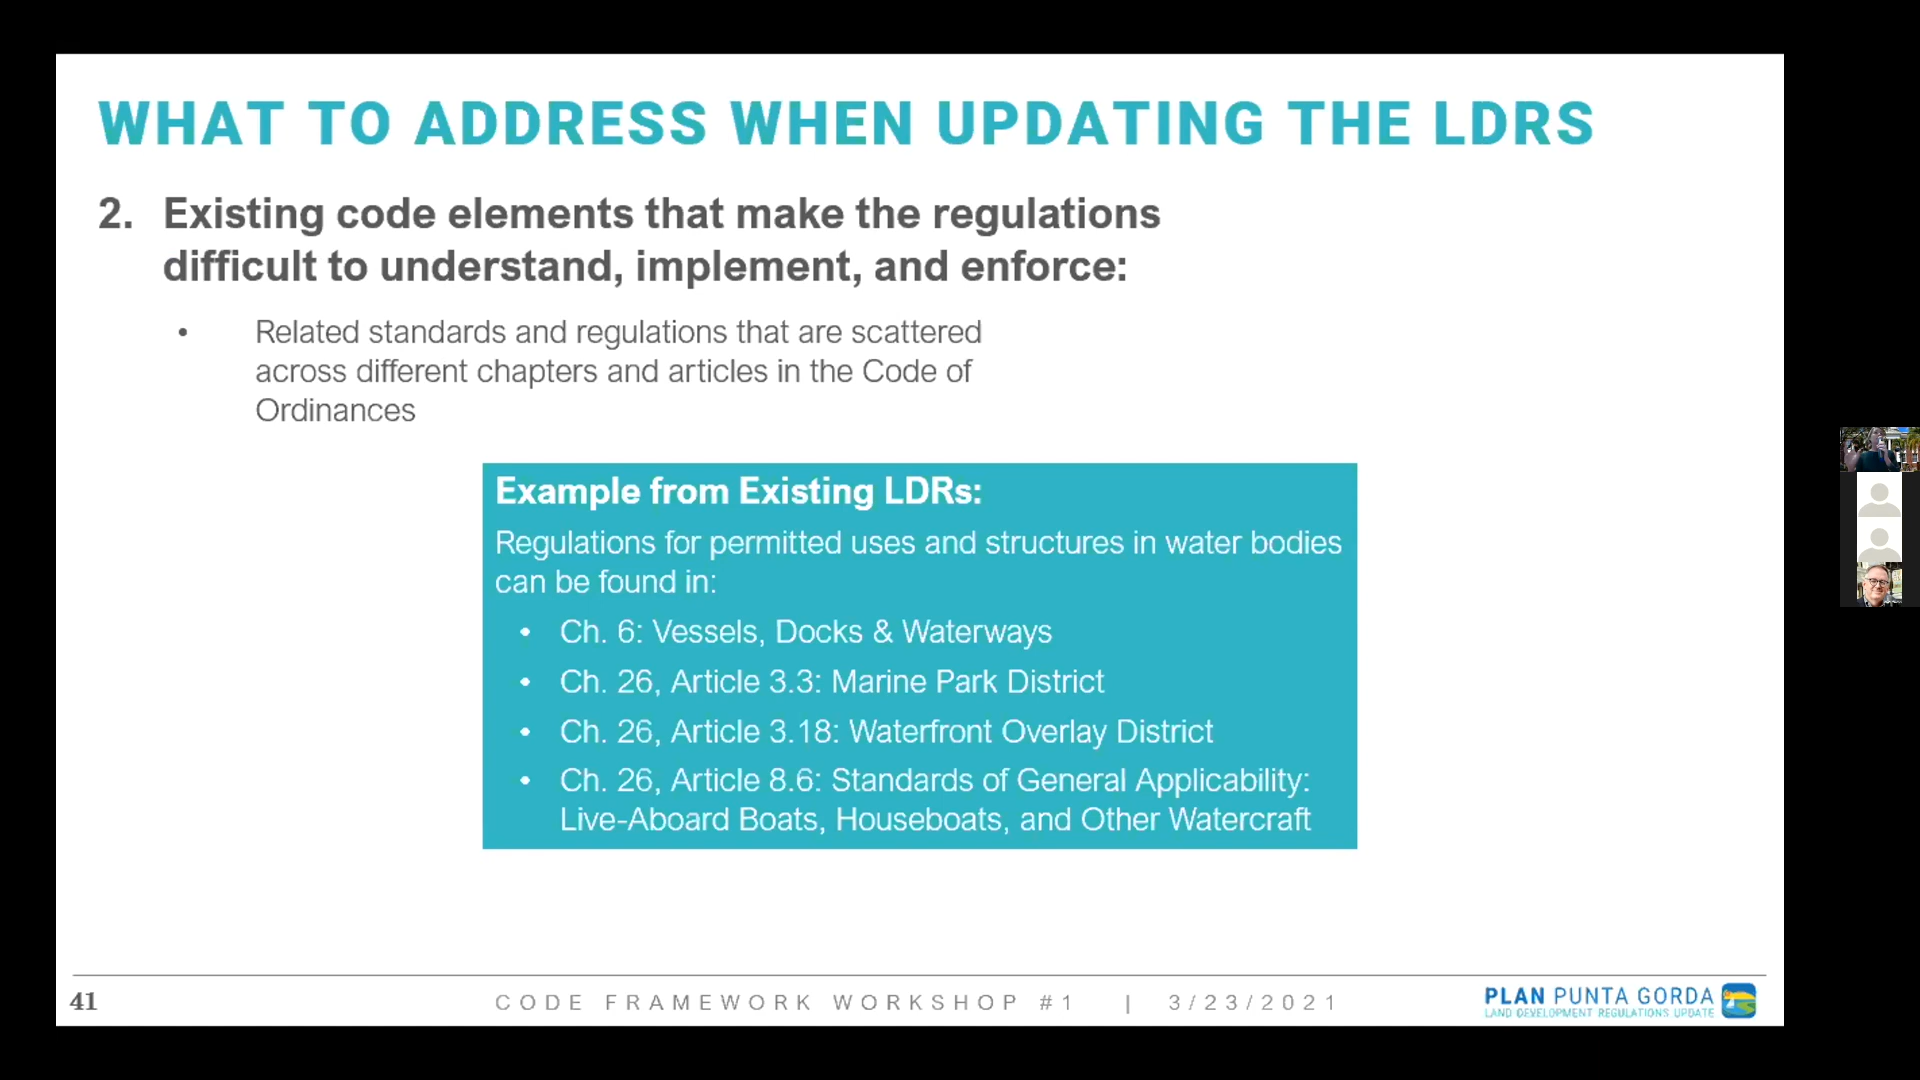 WHAT TO ADDRESS WHEN UPDATING THE LDRS
2. Existing code elements that make the regulations
difficult to understand, implement, and enforce:
• Related standards and regulations that are scattered
across different chapters and articles in the Code of
Ordinances
Example from Existing LDRs:
Regulations for permitted uses and structures in water bodies
can be found in:
• Ch. 6: Vessels, Docks & Waterways
• Ch. 26, Article 3.3: Marine Park District
• Ch. 26, Article 3.18: Waterfront Overlay District
• Ch. 26, Article 8.6: Standards of General Applicability:
Live-Aboard Boats, Houseboats, and Other Watercraft
41
CODE FRAMEWORK WORKSHOP #1 | 3/23/2021
PLAN PUNTA GORDA
LAND DEVELOPMENT REGULATIONS UPDATE